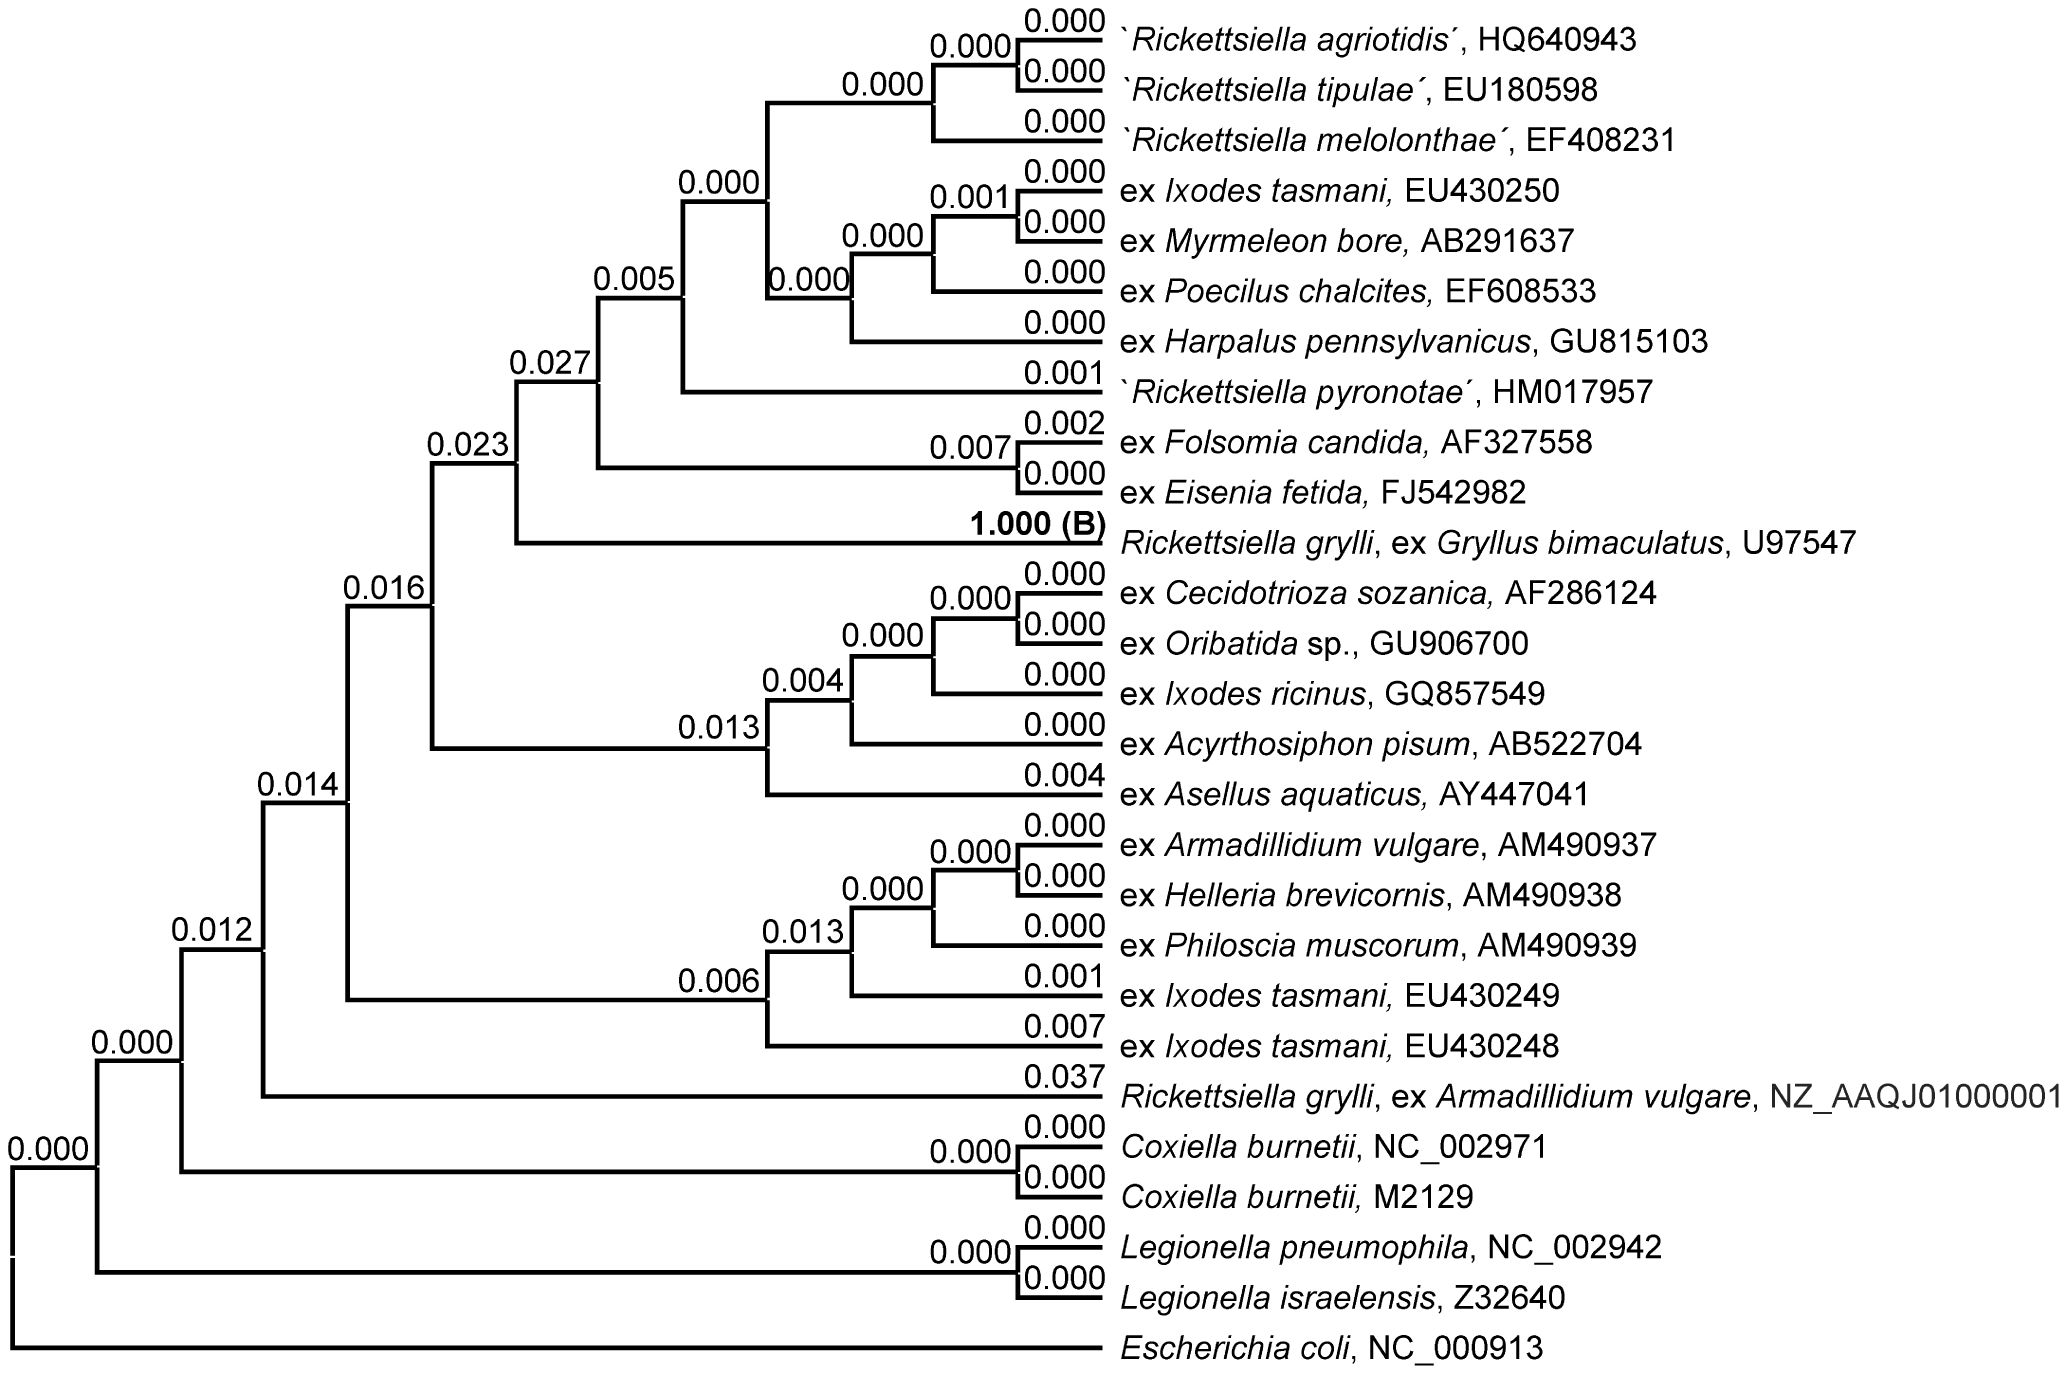 0.000
0.000 `Rickettsiella agriotidis´, HQ640943
0.000 0.000
`Rickettsiella tipulae´, EU180598
0.000
`Rickettsiella melolonthae´, EF408231
0.000 0.000
0.001 ex Ixodes tasmani, EU430250
0.000 0.000
ex Myrmeleon bore, AB291637
0.005 0.000 0.000
ex Poecilus chalcites, EF608533
0.000
ex Harpalus pennsylvanicus, GU815103
0.027 0.001
`Rickettsiella pyronotae´, HM017957
0.002
0.023 0.007 ex Folsomia candida, AF327558
0.000
ex Eisenia fetida, FJ542982
1.000 (B)
Rickettsiella grylli, ex Gryllus bimaculatus, U97547
0.016 0.000
0.000 ex Cecidotrioza sozanica, AF286124
0.000 0.000
ex Oribatida sp., GU906700
0.004 0.000
ex Ixodes ricinus, GQ857549
0.013 0.000
ex Acyrthosiphon pisum, AB522704
0.014 0.004
ex Asellus aquaticus, AY447041
0.000
0.000 ex Armadillidium vulgare, AM490937
0.000 0.000
ex Helleria brevicornis, AM490938
0.012 0.013 0.000
ex Philoscia muscorum, AM490939
0.006 0.001
ex Ixodes tasmani, EU430249
0.000 0.007
ex Ixodes tasmani, EU430248
0.037
Rickettsiella grylli, ex Armadillidium vulgare, NZ_AAQJ01000001
0.000
0.000 0.000 Coxiella burnetii, NC_002971
0.000
Coxiella burnetii, M2129
0.000
0.000 Legionella pneumophila, NC_002942
0.000
Legionella israelensis, Z32640
Escherichia coli, NC_000913